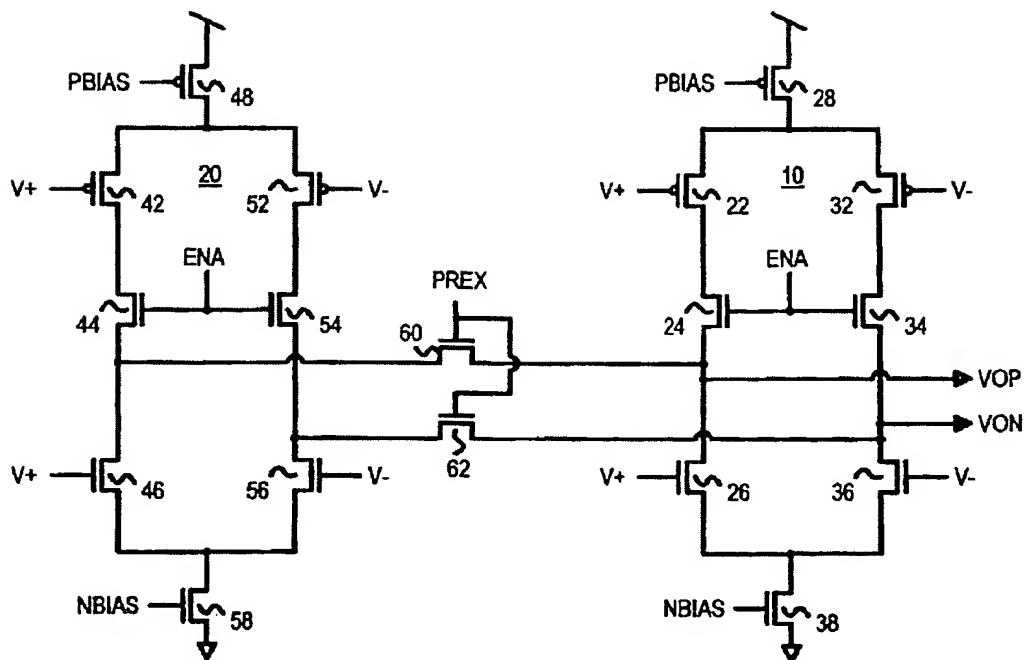 PBIAS
48
PBIAS
28
V+
42
20
52
V-
V+
22
10
32
V-
ENA
ENA
44
54
PREX
60
24
34
VOP
VON
62
V+
46
56
V-
V+
26
36
V-
NBIAS
58
NBIAS
38